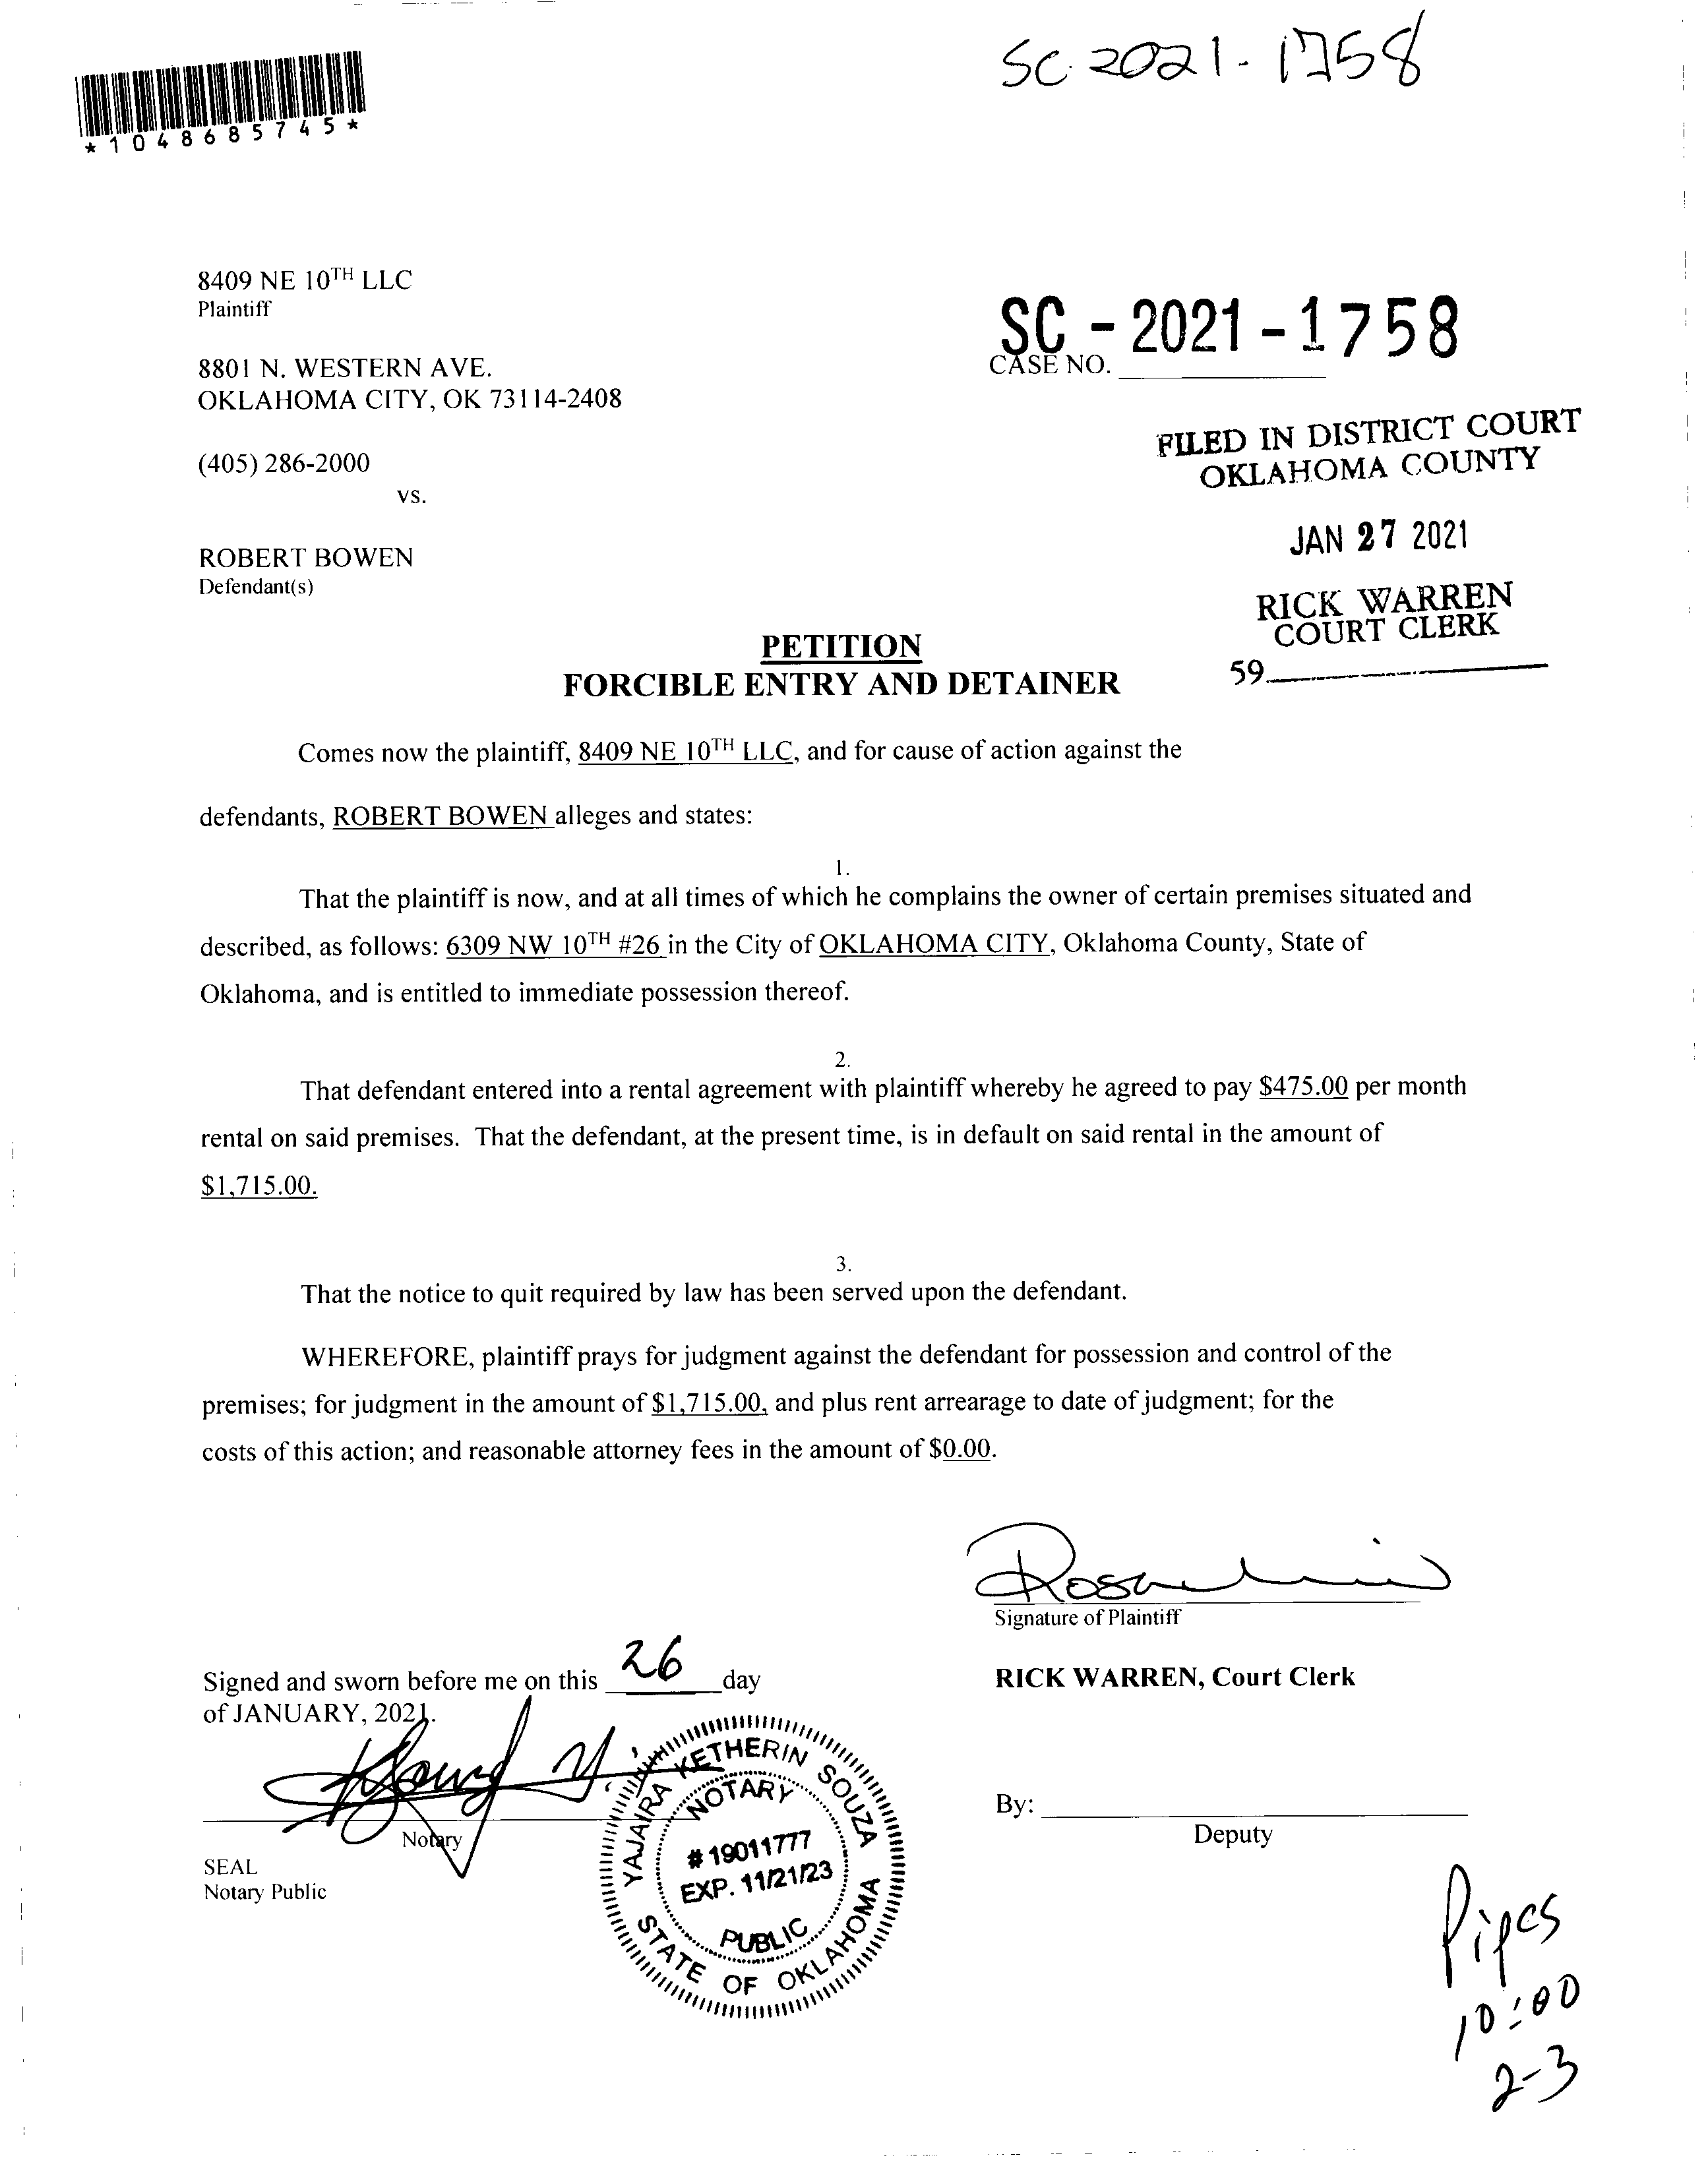 SC-2021-1758
*1048685745*
8409 NE 10TH LLC
Plaintiff
SC - 2021 - 1758
CASE NO.
8801 N. WESTERN AVE.
OKLAHOMA CITY, OK 73114-2408
FILED IN DISTRICT COURT
OKLAHOMA COUNTY
(405) 286-2000
vs.
JAN 27 2021
ROBERT BOWEN
Defendant(s)
RICK WARREN
COURT CLERK
59
PETITION
FORCIBLE ENTRY AND DETAINER
Comes now the plaintiff, 8409 NE 10TH LLC, and for cause of action against the
defendants, ROBERT BOWEN alleges and states:
1.
That the plaintiff is now, and at all times of which he complains the owner of certain premises situated and
described, as follows: 6309 NW 10TH #26 in the City of OKLAHOMA CITY, Oklahoma County, State of
Oklahoma, and is entitled to immediate possession thereof.
2.
That defendant entered into a rental agreement with plaintiff whereby he agreed to pay $475.00 per month
rental on said premises. That the defendant, at the present time, is in default on said rental in the amount of
$1,715.00.
3.
That the notice to quit required by law has been served upon the defendant.
WHEREFORE, plaintiff prays for judgment against the defendant for possession and control of the
premises; for judgment in the amount of $1,715.00, and plus rent arrearage to date of judgment; for the
costs of this action; and reasonable attorney fees in the amount of $0.00.
Signature of Plaintiff
Signed and sworn before me on this 26 day
of JANUARY, 2021.
RICK WARREN, Court Clerk
By:
Deputy
Notary
SEAL
Notary Public
YAJAIRA KETHERIN SOUZA
NOTARY
# 19011777
EXP. 11/21/23
PUBLIC
STATE OF OKLAHOMA
Pipes
10:00
2-3